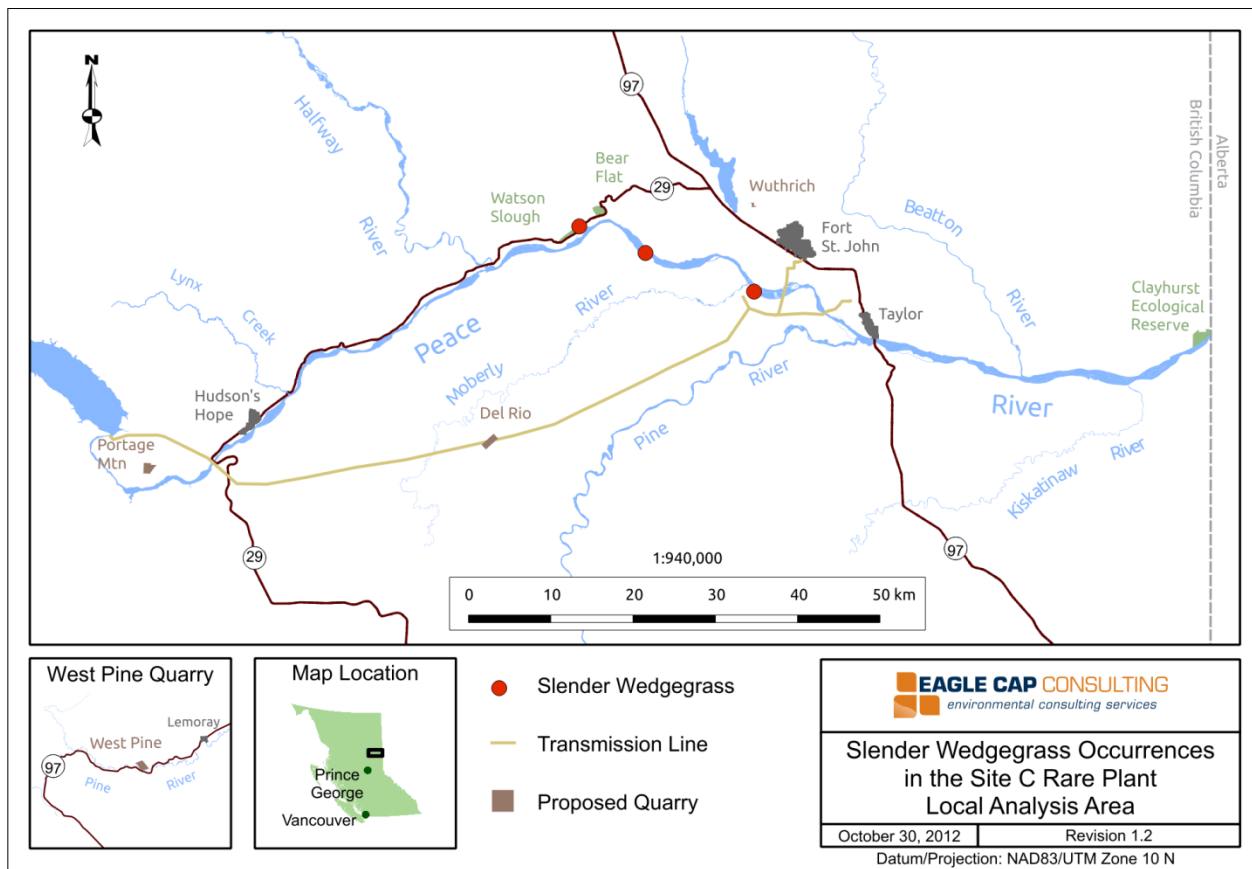 N
97
Halfway
River
Bear
Flat
29
Wuthrich
Watson
Slough
Fort
St. John
Beatton
River
British Columbia
Alberta
Lynx
Creek
Peace
River
Moberly
Taylor
Clayhurst
Ecological
Reserve
Hudson's
Hope
River
Pine
River
Del Rio
Portage
Mtn
Kiskatinaw
River
29
97
1:940,000
0 10 20 30 40 50 km
West Pine Quarry
Lemoray
West Pine
97
Pine
River
Map Location
Prince
George
Vancouver
Slender Wedgegrass
Transmission Line
Proposed Quarry
EAGLE CAP CONSULTING
environmental consulting services
Slender Wedgegrass Occurrences
in the Site C Rare Plant
Local Analysis Area
October 30, 2012 Revision 1.2
Datum/Projection: NAD83/UTM Zone 10 N